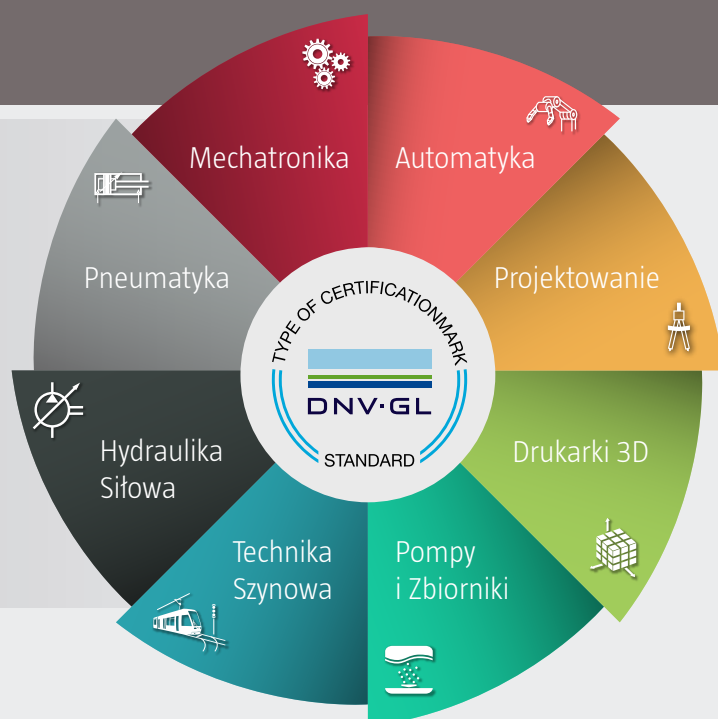 Mechatronika
Automatyka
Pneumatyka
Projektowanie
TYPE OF CERTIFICATIONMARK
DNV·GL
STANDARD
Hydraulika
Siłowa
Drukarki 3D
Technika
Szynowa
Pompy
i Zbiorniki